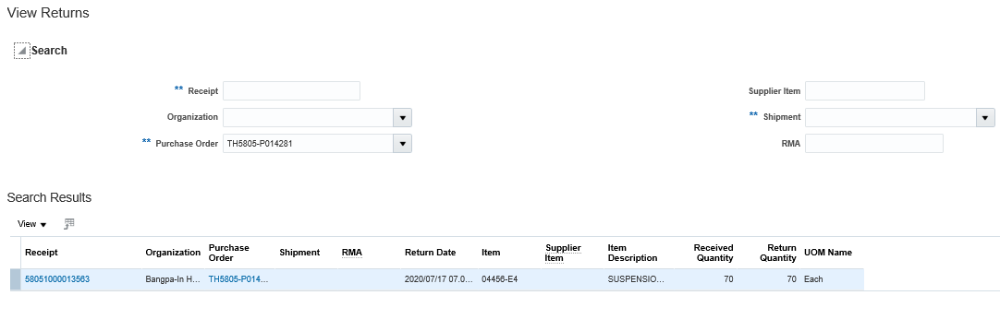 View Returns
Search
** Receipt
Supplier Item
Organization
** Shipment
** Purchase Order TH5805-P014281
RMA
Search Results
View
Receipt Organization Purchase Order Shipment RMA Return Date Item Supplier Item Item Description Received Quantity Return Quantity UOM Name
58051000013563 Bangpa-In H... TH5805-P014... 2020/07/17 07.0... 04456-E4 SUSPENSIO... 70 70 Each